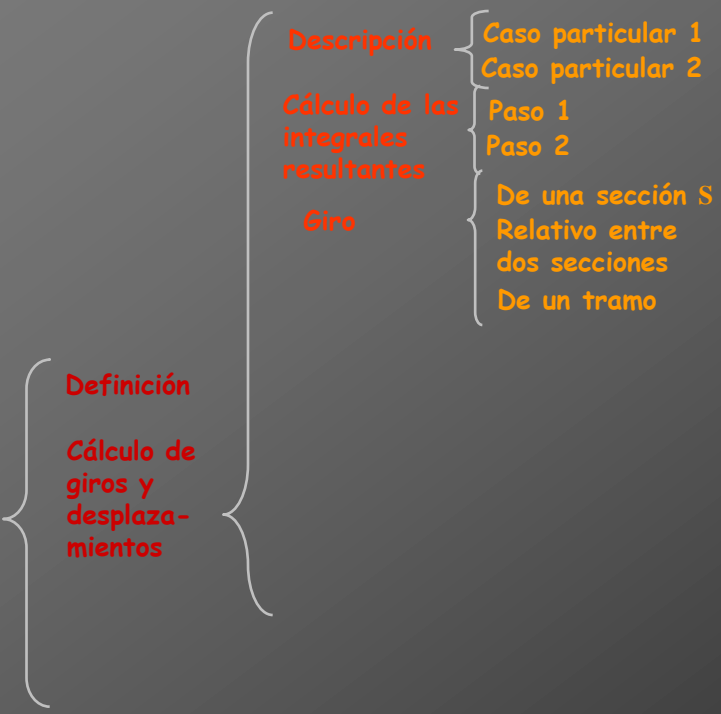 Descripción
Caso particular 1
Caso particular 2
Cálculo de las
integrales
resultantes
Paso 1
Paso 2
Giro
De una sección S
Relativo entre
dos secciones
De un tramo
Definición
Cálculo de
giros y
desplaza-
mientos